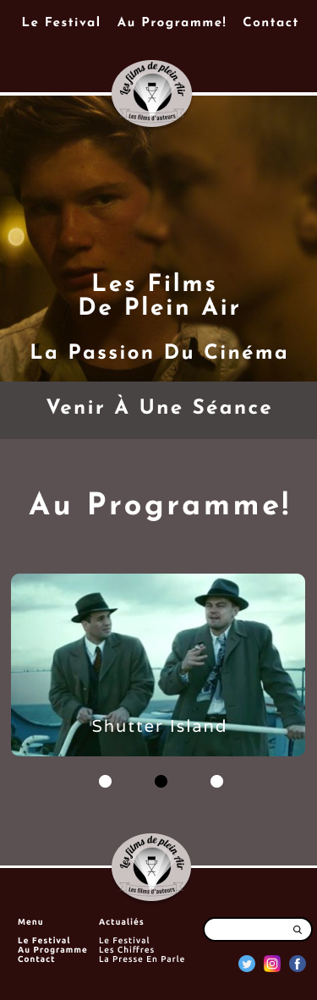 Le Festival Au Programme! Contact
Les films de plein Air
Les films d'auteurs
Les Films
De Plein Air
La Passion Du Cinéma
Venir À Une Séance
Au Programme!
Shutter Island
Les films de plein Air
Les films d'auteurs
Menu
Le Festival
Au Programme
Contact
Actualiés
Le Festival
Les Chiffres
La Presse En Parle